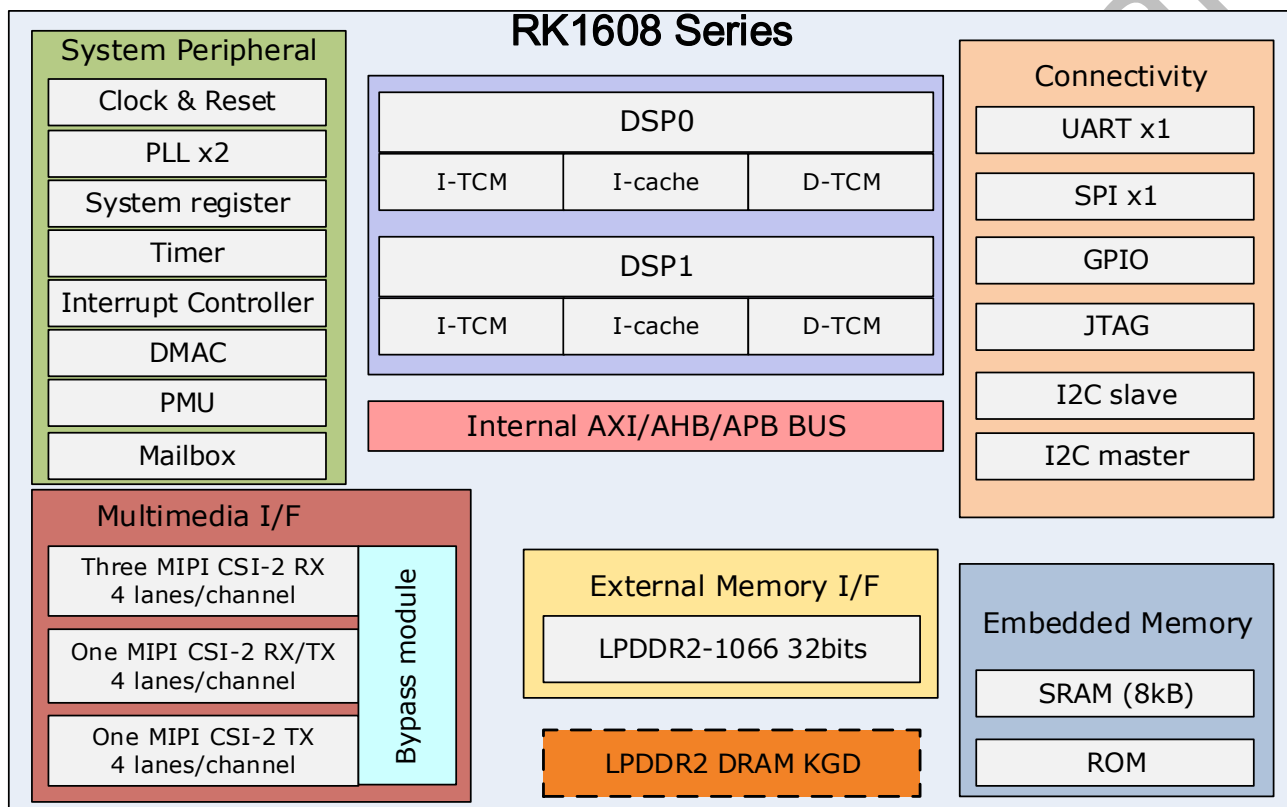 RK1608 Series
System Peripheral
Clock & Reset
PLL x2
System register
Timer
Interrupt Controller
DMAC
PMU
Mailbox
DSP0
I-TCM
I-cache
D-TCM
DSP1
I-TCM
I-cache
D-TCM
Internal AXI/AHB/APB BUS
Connectivity
UART x1
SPI x1
GPIO
JTAG
I2C slave
I2C master
Multimedia I/F
Three MIPI CSI-2 RX
4 lanes/channel
One MIPI CSI-2 RX/TX
4 lanes/channel
One MIPI CSI-2 TX
4 lanes/channel
Bypass module
External Memory I/F
LPDDR2-1066 32bits
LPDDR2 DRAM KGD
Embedded Memory
SRAM (8kB)
ROM